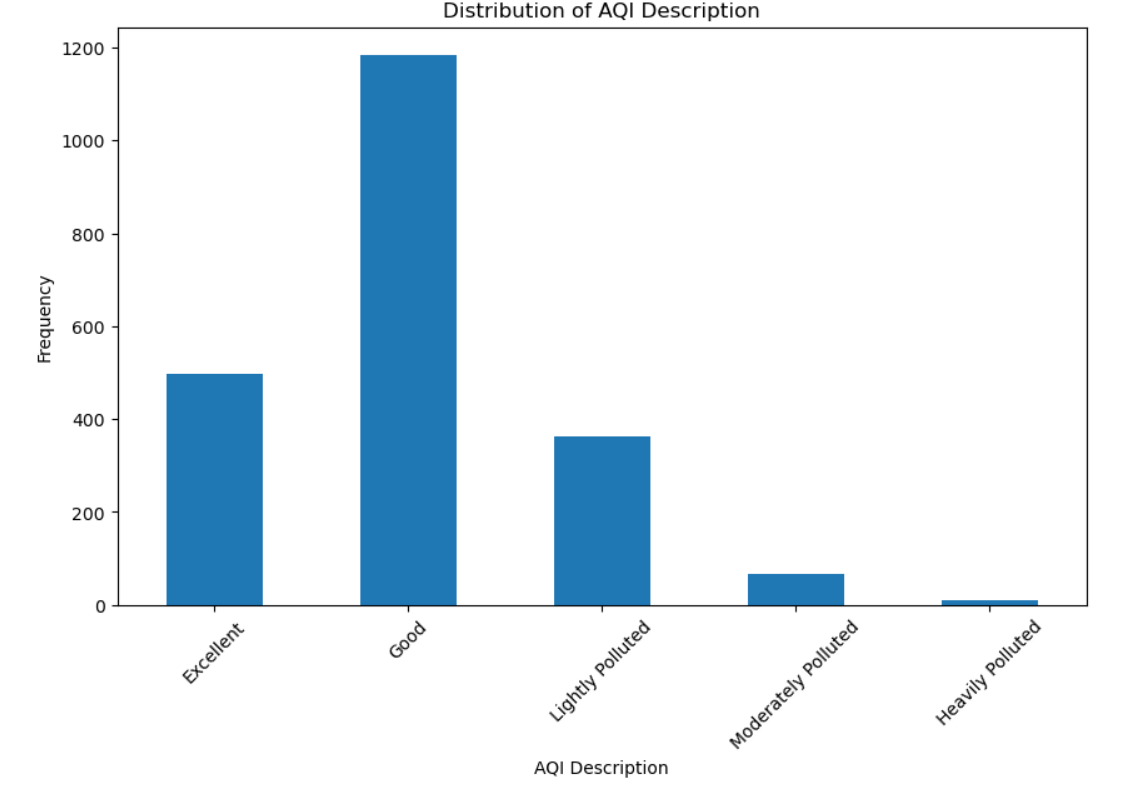 Distribution of AQI Description
1200
1000
800
600
400
200
0
Frequency
Excellent
Good
Lightly Polluted
Moderately Polluted
Heavily Polluted
AQI Description